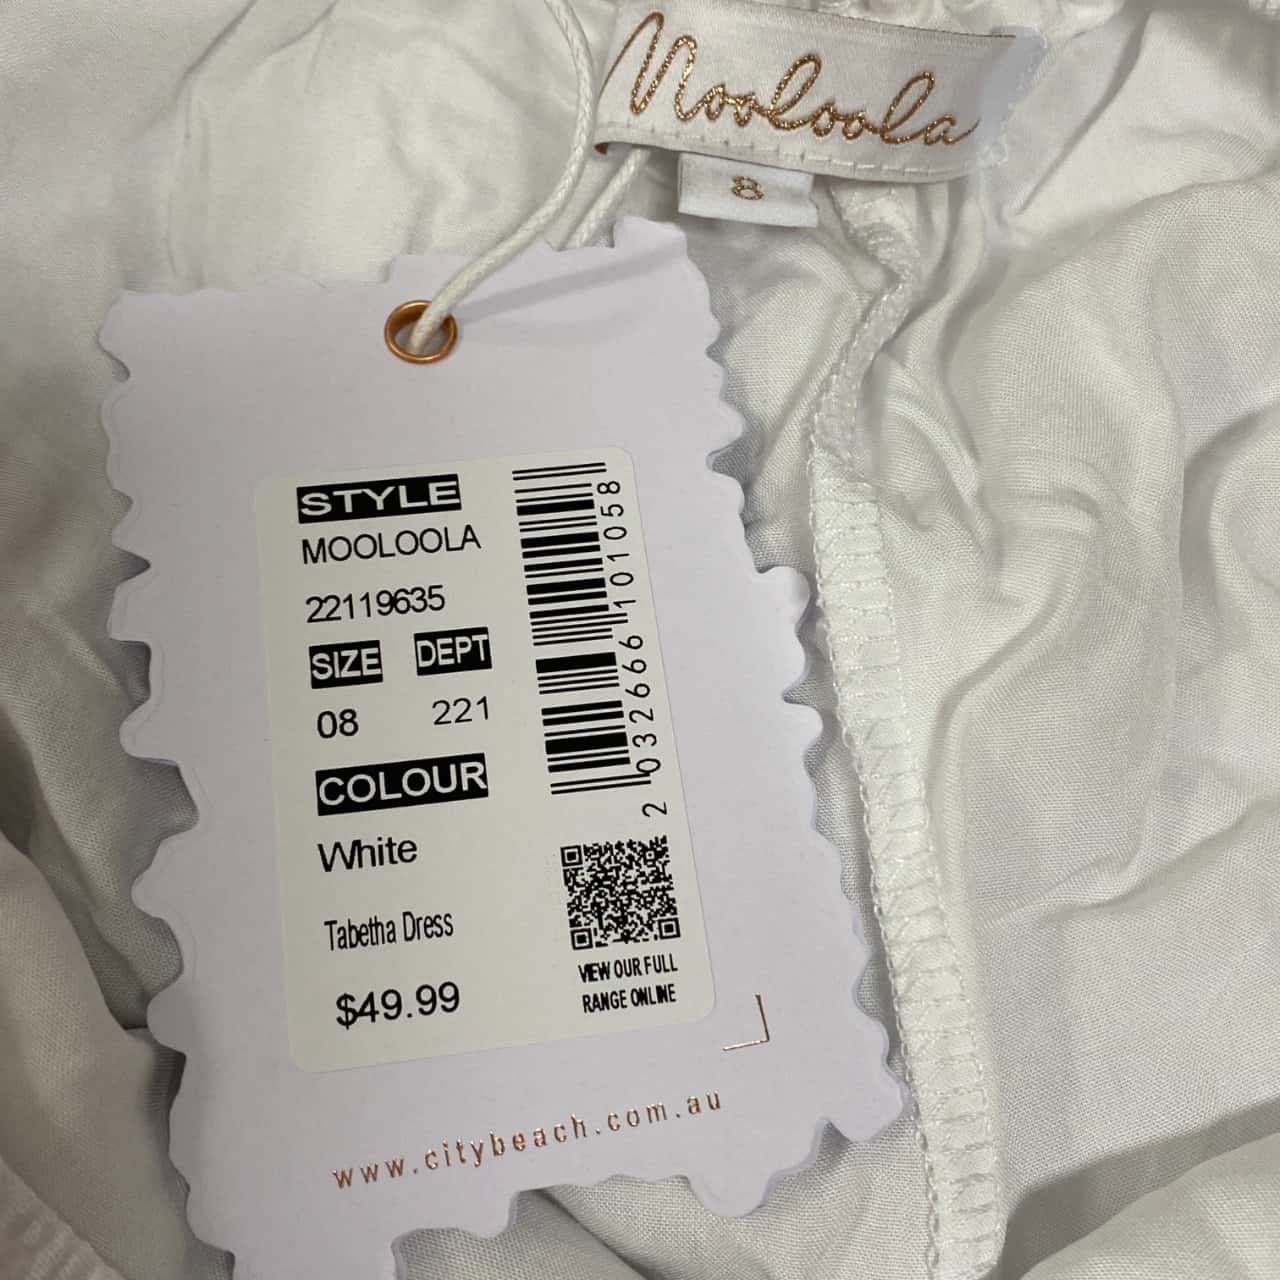 Mooloola
8
STYLE
MOOLOOLA
22119635
SIZE DEPT
08 221
COLOUR
White
Tabetha Dress
$49.99
2 032666 101058
VIEW OUR FULL
RANGE ONLINE
www.citybeach.com.au